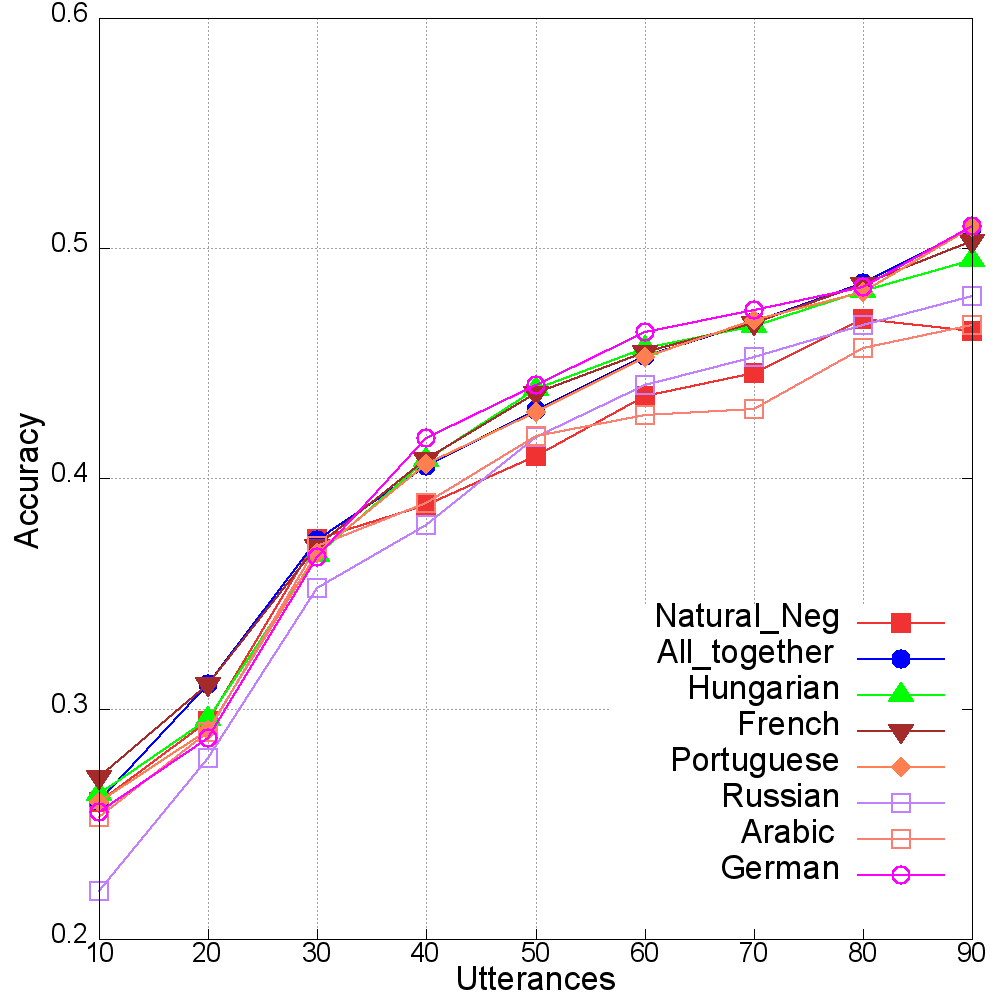 0.6
0.5
0.4
0.3
0.2
Accuracy
Natural_Neg
All_together
Hungarian
French
Portuguese
Russian
Arabic
German
10 20 30 40 50 60 70 80 90
Utterances